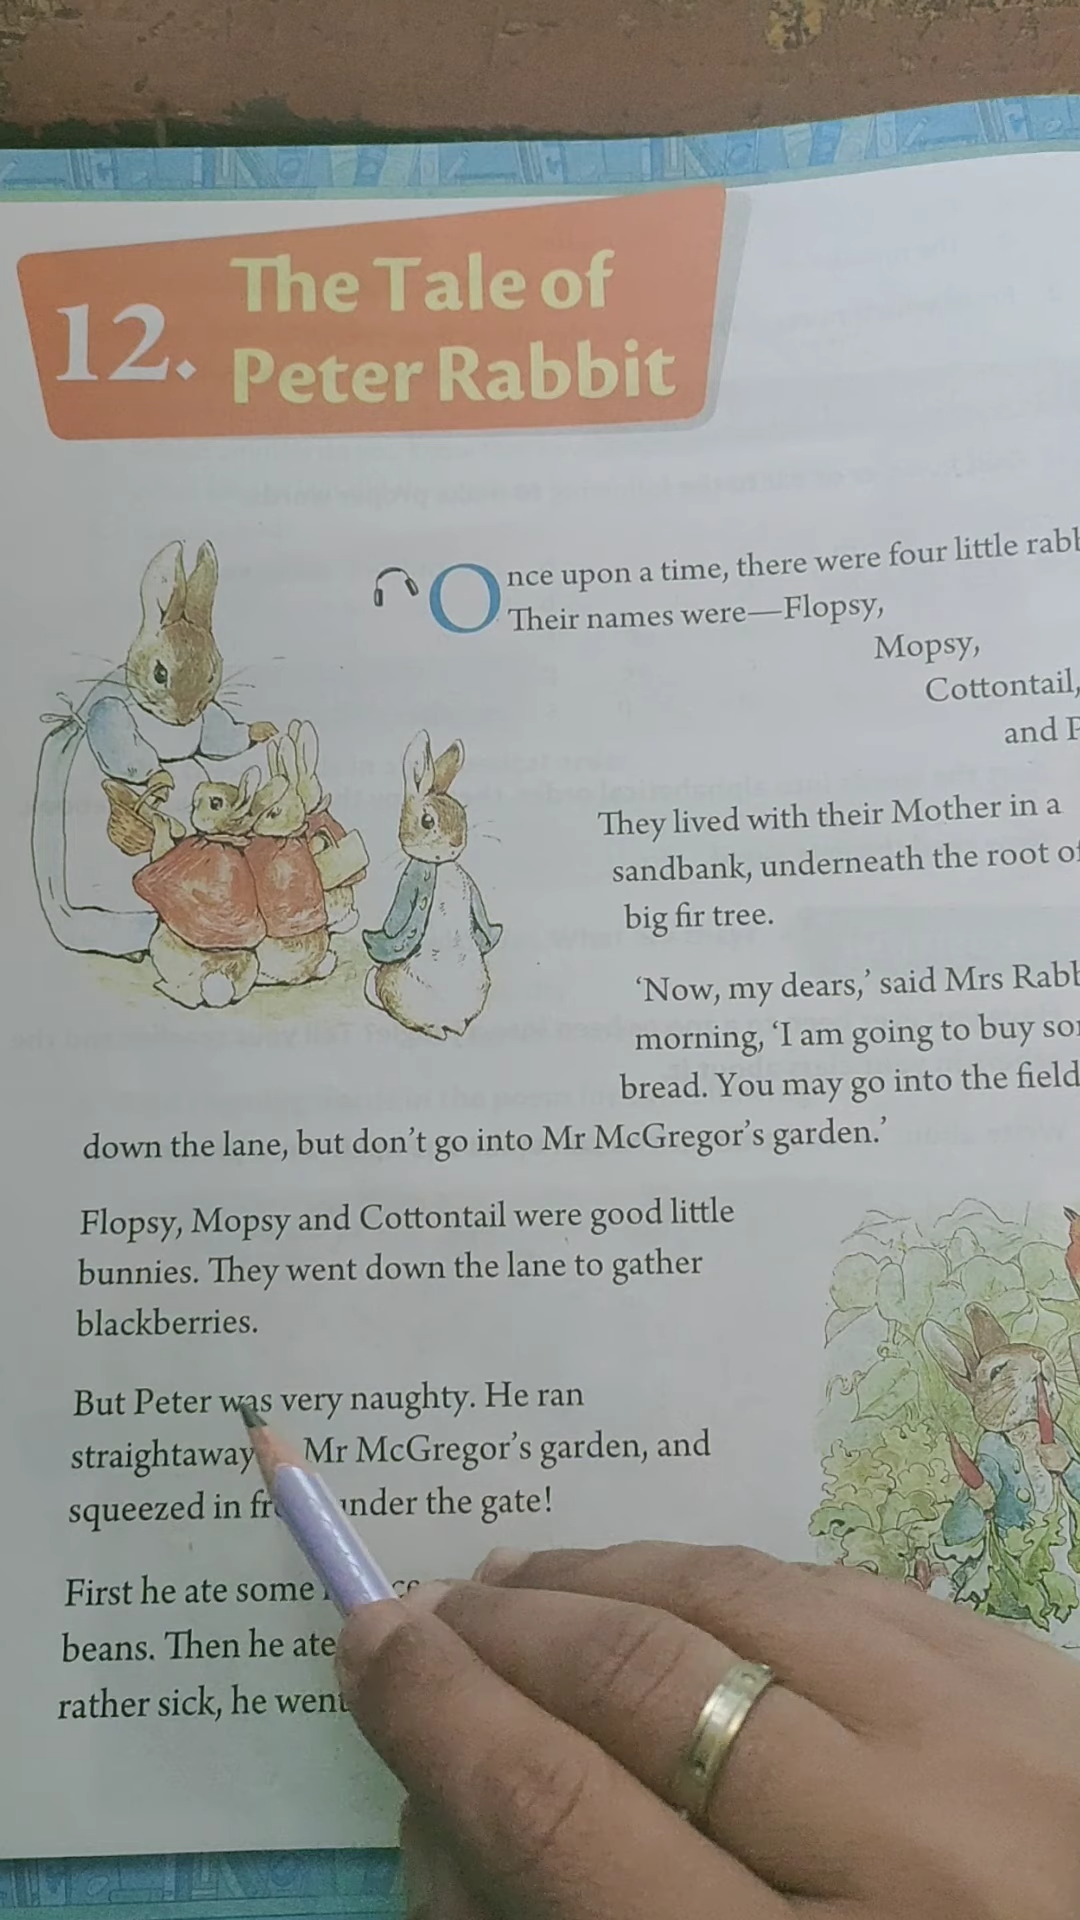 12.
The Tale of
Peter Rabbit
Once upon a time, there were four little
Their names were—Flopsy,
Mopsy,
Cottontail,
and
They lived with their Mother in a
sandbank, underneath the root
big fir tree.
‘Now, my dears,’ said Mrs
morning, ‘I am going to buy
bread. You may go into the field
down the lane, but don’t go into Mr McGregor’s garden.’
Flopsy, Mopsy and Cottontail were good little
bunnies. They went down the lane to gather
blackberries.
But Peter was very naughty. He ran
straightaway Mr McGregor’s garden, and
squeezed in under the gate!
First he ate some
beans. Then he ate
rather sick, he went